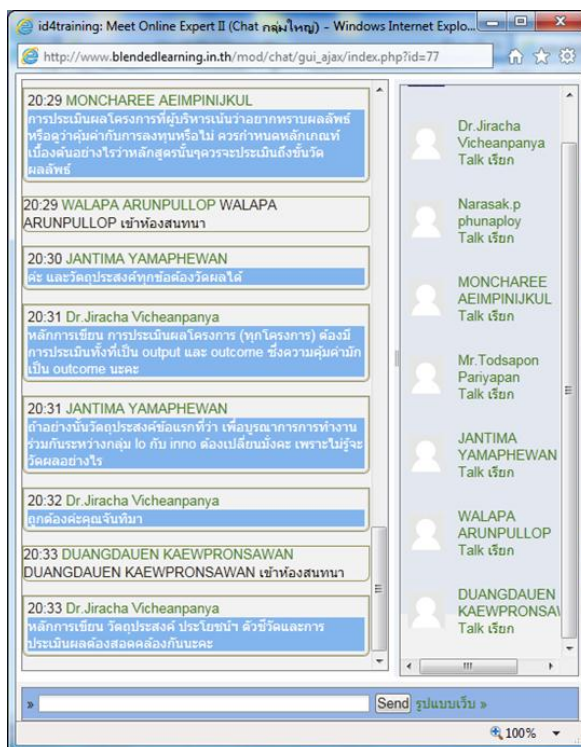 id4training: Meet Online Expert II (Chat กลุ่มใหญ่) - Windows Internet Explo...
http://www.blendedlearning.in.th/mod/chat/gui_ajax/index.php?id=77
20:29 MONCHAREE AEIMPINIJKUL
การประเมินผลโครงการที่ผู้บริหารเน้นว่าอยากทราบผลลัพธ์
หรือดูว่าคุ้มค่ากับการลงทุนหรือไม่ ควรกำหนดหลักเกณฑ์
เบื้องต้นอย่างไรว่าหลักสูตรนั้นๆควรจะประเมินถึงขั้นวัด
ผลลัพธ์
20:29 WALAPA ARUNPULLOP WALAPA
ARUNPULLOP เข้าห้องสนทนา
20:30 JANTIMA YAMAPHEWAN
ค่ะ และวัตถุประสงค์ทุกข้อต้องวัดผลได้
20:31 Dr.Jiracha Vicheanpanya
หลักการเขียน การประเมินผลโครงการ (ทุกโครงการ) ต้องมี
การประเมินทั้งที่เป็น output และ outcome ซึ่งความคุ้มค่ามัก
เป็น outcome นะคะ
20:31 JANTIMA YAMAPHEWAN
ถ้าอย่างนั้นวัตถุประสงค์ข้อแรกที่ว่า เพื่อบูรณาการการทำงาน
ร่วมกันระหว่างกลุ่ม lo กับ inno ต้องเปลี่ยนมั้งคะ เพราะไม่รู้จะ
วัดผลอย่างไร
20:32 Dr.Jiracha Vicheanpanya
ถูกต้องค่ะคุณจันทิมา
20:33 DUANGDAUEN KAEWPRONSAWAN
DUANGDAUEN KAEWPRONSAWAN เข้าห้องสนทนา
20:33 Dr.Jiracha Vicheanpanya
หลักการเขียน วัตถุประสงค์ ประโยชน์ฯ ตัวชี้วัดและการ
ประเมินผลต้องสอดคล้องกันนะคะ
Dr.Jiracha
Vicheanpanya
Talk เรียก
Narasak.p
phunaploy
Talk เรียก
MONCHAREE
AEIMPINIJKUL
Talk เรียก
Mr.Todsapon
Pariyapan
Talk เรียก
JANTIMA
YAMAPHEWAN
Talk เรียก
WALAPA
ARUNPULLOP
Talk เรียก
DUANGDAUEN
KAEWPRONSA
Talk เรียก
» Send รูปแบบเว็บ »
100%